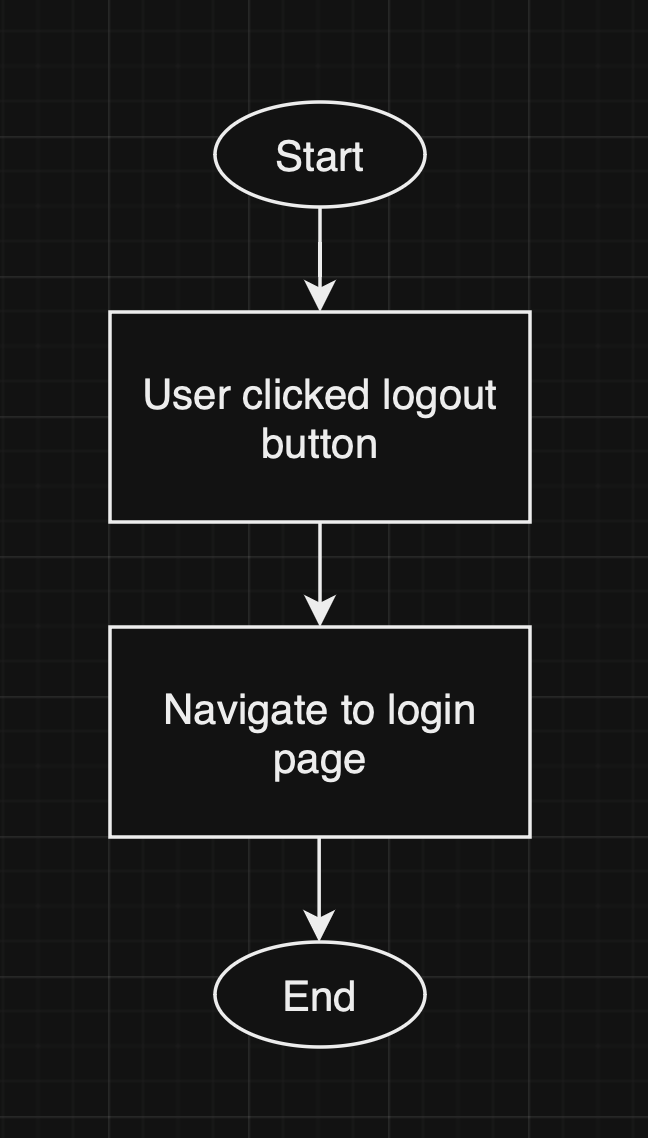 Start
User clicked logout
button
Navigate to login
page
End